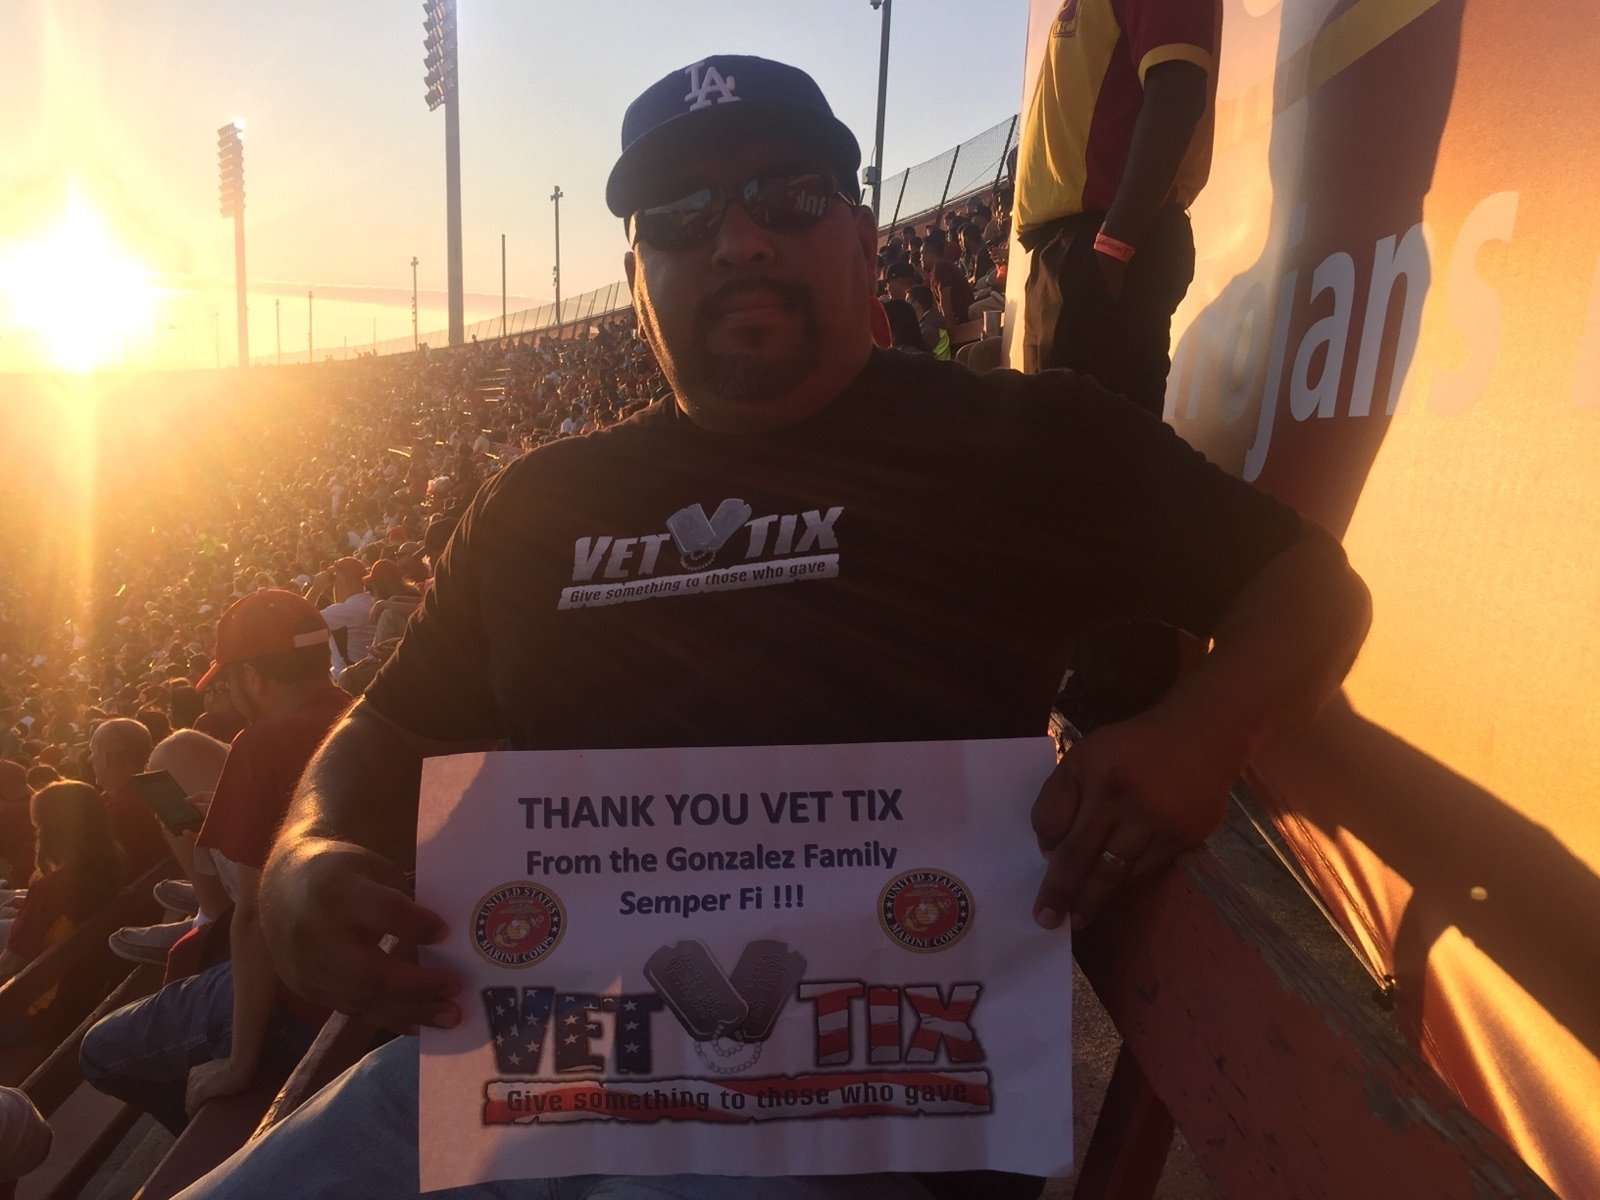 LA
VET TIX
Give something to those who gave
Trojans
THANK YOU VET TIX
From the Gonzalez Family
Semper Fi !!!
UNITED STATES
MARINE CORPS
UNITED STATES
MARINE CORPS
VET TIX
Give something to those who gave